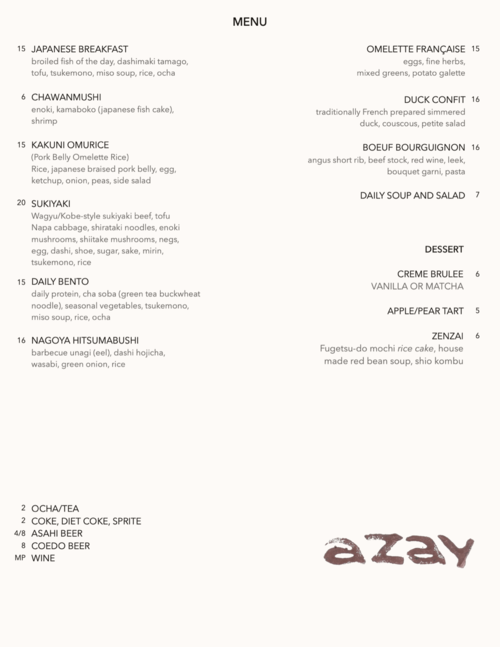 MENU
15 JAPANESE BREAKFAST
broiled fish of the day, dashimaki tamago,
tofu, tsukemono, miso soup, rice, ocha
6 CHAWANMUSHI
enoki, kamaboko (japanese fish cake),
shrimp
15 KAKUNI OMURICE
(Pork Belly Omelette Rice)
Rice, japanese braised pork belly, egg,
ketchup, onion, peas, side salad
20 SUKIYAKI
Wagyu/Kobe-style sukiyaki beef, tofu
Napa cabbage, shirataki noodles, enoki
mushrooms, shiitake mushrooms, negs,
egg, dashi, shoe, sugar, sake, mirin,
tsukemono, rice
15 DAILY BENTO
daily protein, cha soba (green tea buckwheat
noodle), seasonal vegetables, tsukemono,
miso soup, rice, ocha
16 NAGOYA HITSUMABUSHI
barbecue unagi (eel), dashi hojicha,
wasabi, green onion, rice
OMELETTE FRANÇAISE 15
eggs, fine herbs,
mixed greens, potato galette
DUCK CONFIT 16
traditionally French prepared simmered
duck, couscous, petite salad
BOEUF BOURGUIGNON 16
angus short rib, beef stock, red wine, leek,
bouquet garni, pasta
DAILY SOUP AND SALAD 7
DESSERT
CREME BRULEE 6
VANILLA OR MATCHA
APPLE/PEAR TART 5
ZENZAI 6
Fugetsu-do mochi rice cake, house
made red bean soup, shio kombu
2 OCHA/TEA
2 COKE, DIET COKE, SPRITE
4/8 ASAHI BEER
8 COEDO BEER
MP WINE
azay